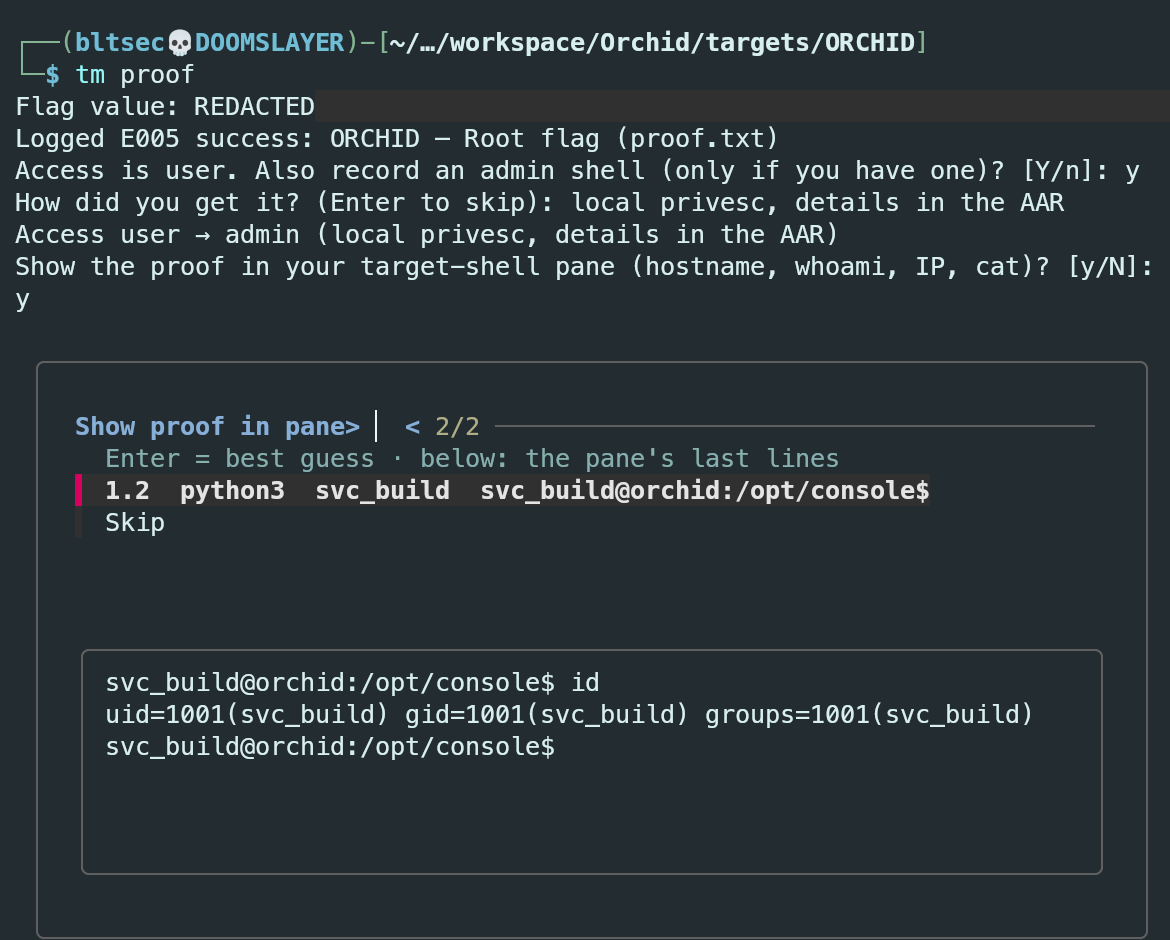 ┌──(bltsec💀DOOMSLAYER)-[~/…/workspace/Orchid/targets/ORCHID]
└─$ tm proof
Flag value: REDACTED
Logged E005 success: ORCHID — Root flag (proof.txt)
Access is user. Also record an admin shell (only if you have one)? [Y/n]: y
How did you get it? (Enter to skip): local privesc, details in the AAR
Access user → admin (local privesc, details in the AAR)
Show the proof in your target-shell pane (hostname, whoami, IP, cat)? [y/N]:
y
Show proof in pane> < 2/2
Enter = best guess · below: the pane's last lines
1.2 python3 svc_build svc_build@orchid:/opt/console$
Skip
svc_build@orchid:/opt/console$ id
uid=1001(svc_build) gid=1001(svc_build) groups=1001(svc_build)
svc_build@orchid:/opt/console$